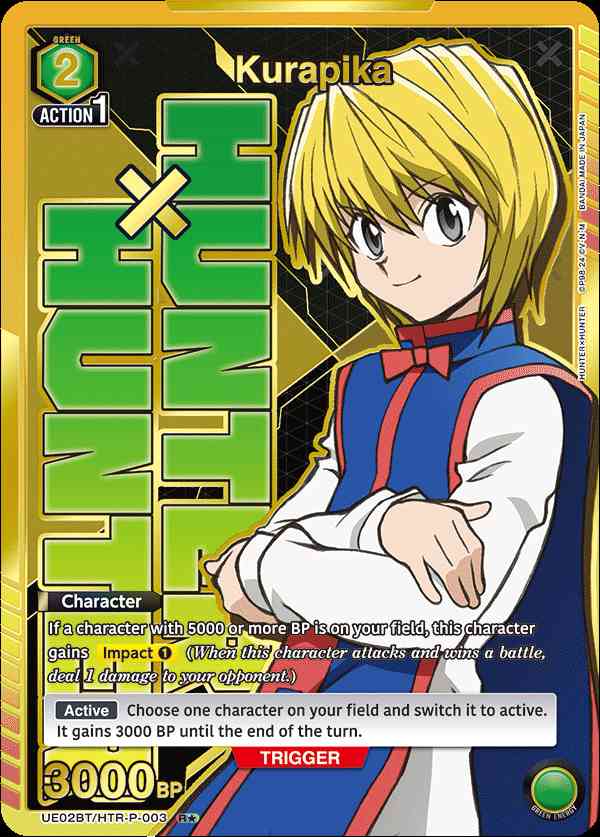 GREEN
2
Kurapika
ACTION 1
HUNTER
×
HUNTER
©P98-24 ©V･N･M BANDAI MADE IN JAPAN
HUNTER×HUNTER
Character
If a character with 5000 or more BP is on your field, this character
gains Impact ❶ (When this character attacks and wins a battle,
deal 1 damage to your opponent.)
Active Choose one character on your field and switch it to active.
It gains 3000 BP until the end of the turn.
TRIGGER
3000 BP
UE02BT/HTR-P-003 R★
GREEN ENERGY